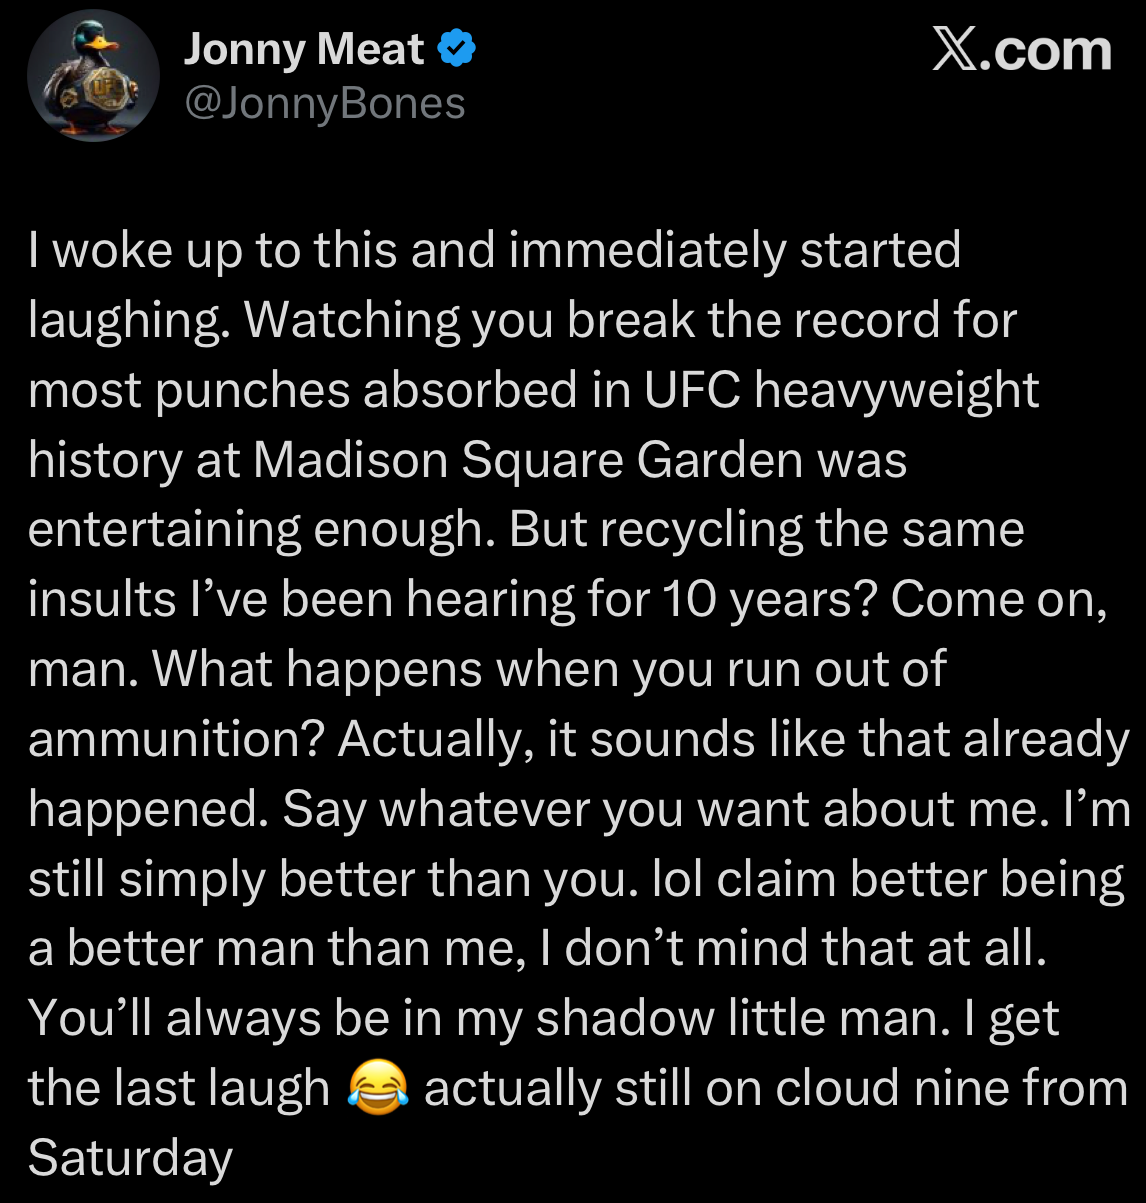 Jonny Meat
X.com
@JonnyBones
I woke up to this and immediately started
laughing. Watching you break the record for
most punches absorbed in UFC heavyweight
history at Madison Square Garden was
entertaining enough. But recycling the same
insults I’ve been hearing for 10 years? Come on,
man. What happens when you run out of
ammunition? Actually, it sounds like that already
happened. Say whatever you want about me. I’m
still simply better than you. lol claim better being
a better man than me, I don’t mind that at all.
You’ll always be in my shadow little man. I get
the last laugh 😂 actually still on cloud nine from
Saturday